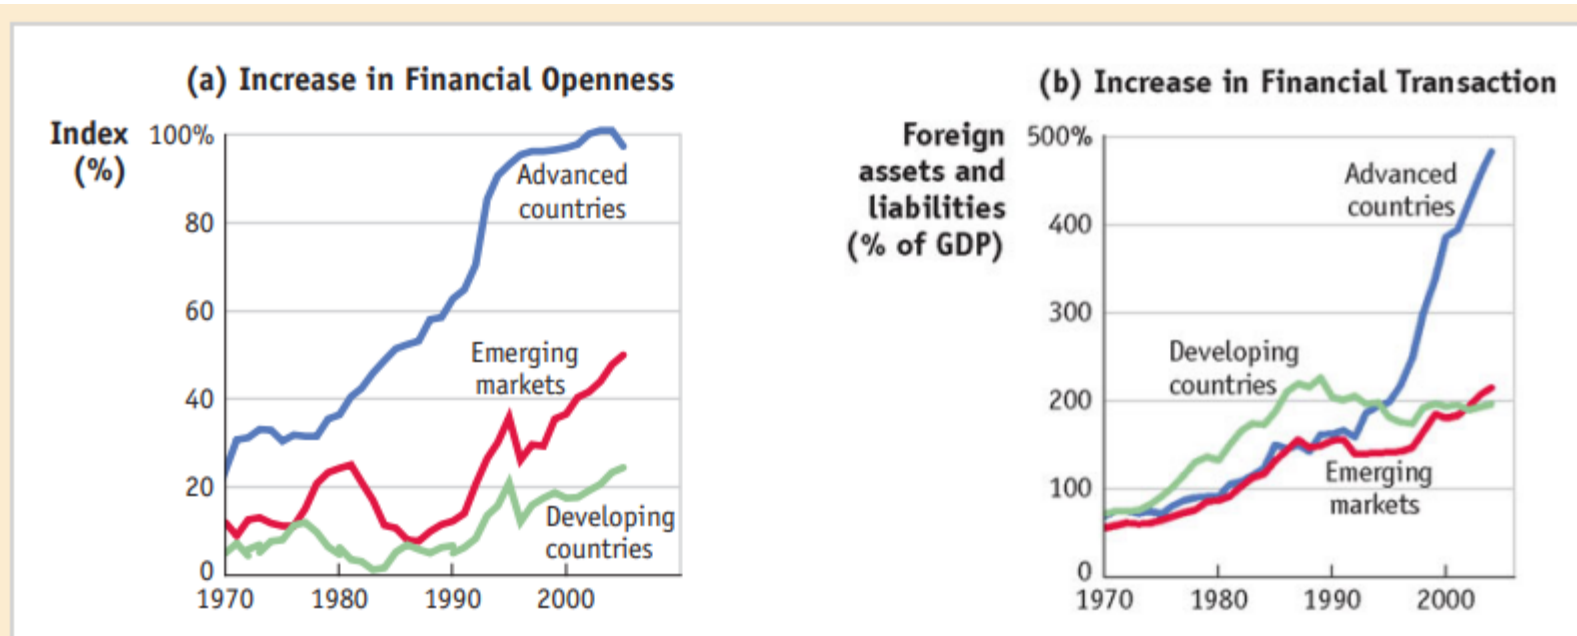 (a) Increase in Financial Openness
Index
(%)
100%
80
60
40
20
0
1970
1980
1990
2000
Advanced
countries
Emerging
markets
Developing
countries
(b) Increase in Financial Transaction
Foreign
assets and
liabilities
(% of GDP)
500%
400
300
200
100
0
1970
1980
1990
2000
Advanced
countries
Developing
countries
Emerging
markets